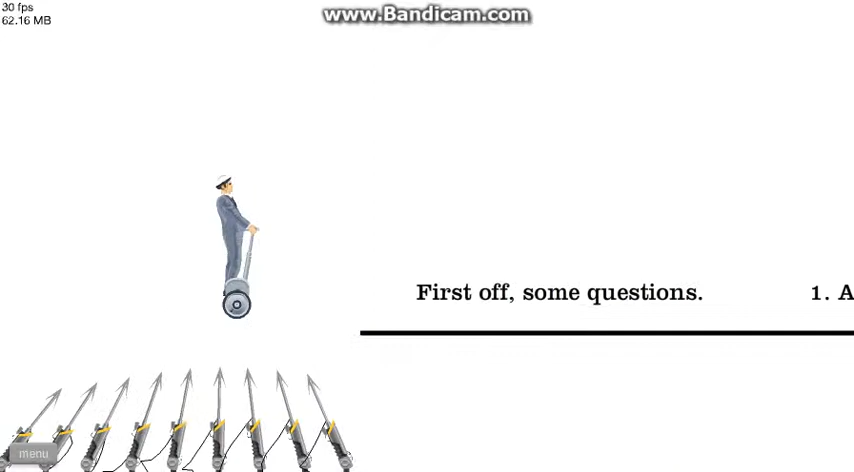 30 fps
62.16 MB
www.Bandicam.com
First off, some questions. 1. A
menu